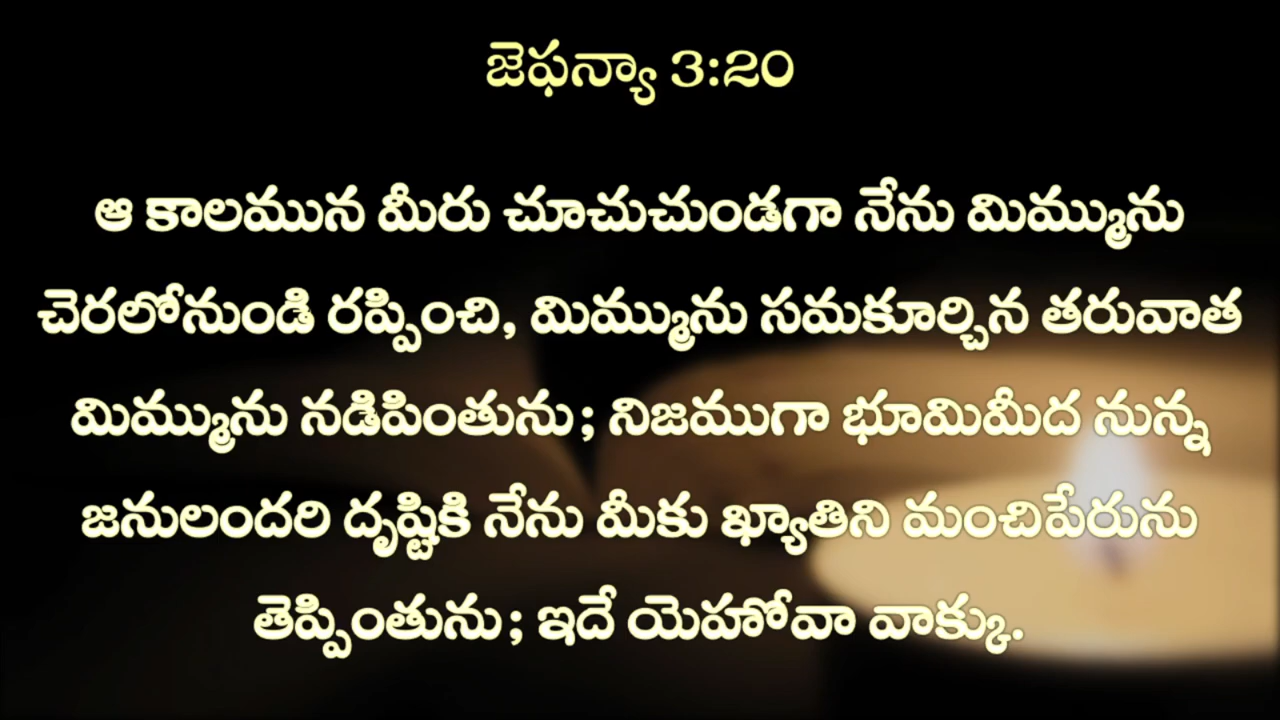 జెఫన్యా 3:20
ఆ కాలమున మీరు చూచుచుండగా నేను మిమ్మును
చెరలోనుండి రప్పించి, మిమ్మును సమకూర్చిన తరువాత
మిమ్మును నడిపింతును; నిజముగా భూమిమీద నున్న
జనులందరి దృష్టికి నేను మీకు ఖ్యాతిని మంచిపేరును
తెప్పింతును; ఇదే యెహోవా వాక్కు.